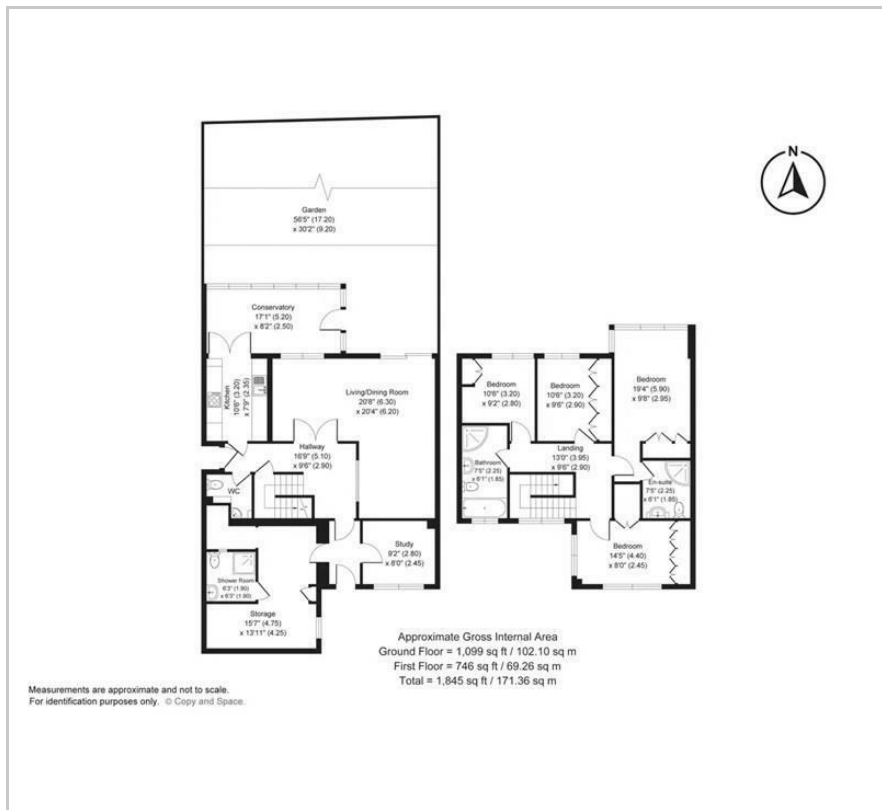 N
Garden
56'5" (17.20)
x 30'2" (9.20)
Conservatory
17'1" (5.20)
x 8'2" (2.50)
Kitchen
10'6" (3.20)
x 7'9" (2.35)
Living/Dining Room
20'8" (6.30)
x 20'4" (6.20)
Hallway
16'9" (5.10)
x 9'6" (2.90)
WC
Study
9'2" (2.80)
x 8'0" (2.45)
Shower Room
6'3" (1.90)
x 6'3" (1.90)
Storage
15'7" (4.75)
x 13'11" (4.25)
Bedroom
10'6" (3.20)
x 9'2" (2.80)
Bedroom
10'6" (3.20)
x 9'6" (2.90)
Bedroom
19'4" (5.90)
x 9'8" (2.95)
Bathroom
7'5" (2.25)
x 6'1" (1.85)
Landing
13'0" (3.95)
x 9'6" (2.90)
En-suite
7'5" (2.25)
x 6'1" (1.85)
Bedroom
14'5" (4.40)
x 8'0" (2.45)
Approximate Gross Internal Area
Ground Floor = 1,099 sq ft / 102.10 sq m
First Floor = 746 sq ft / 69.26 sq m
Total = 1,845 sq ft / 171.36 sq m
Measurements are approximate and not to scale.
For identification purposes only. © Copy and Space.